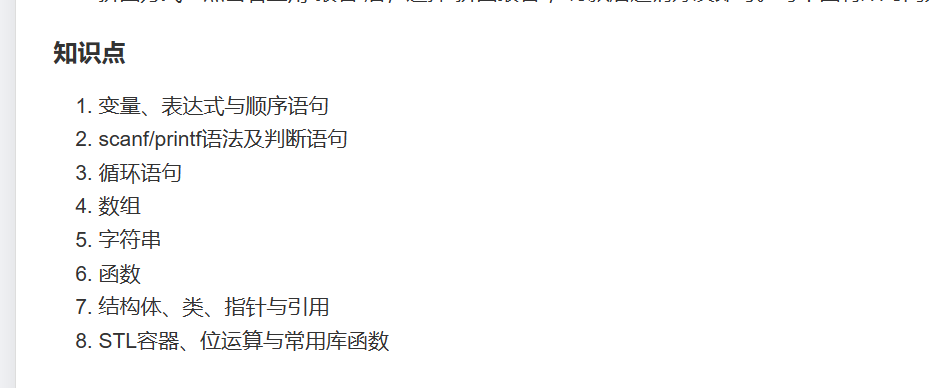 知识点
1. 变量、表达式与顺序语句
2. scanf/printf语法及判断语句
3. 循环语句
4. 数组
5. 字符串
6. 函数
7. 结构体、类、指针与引用
8. STL容器、位运算与常用库函数